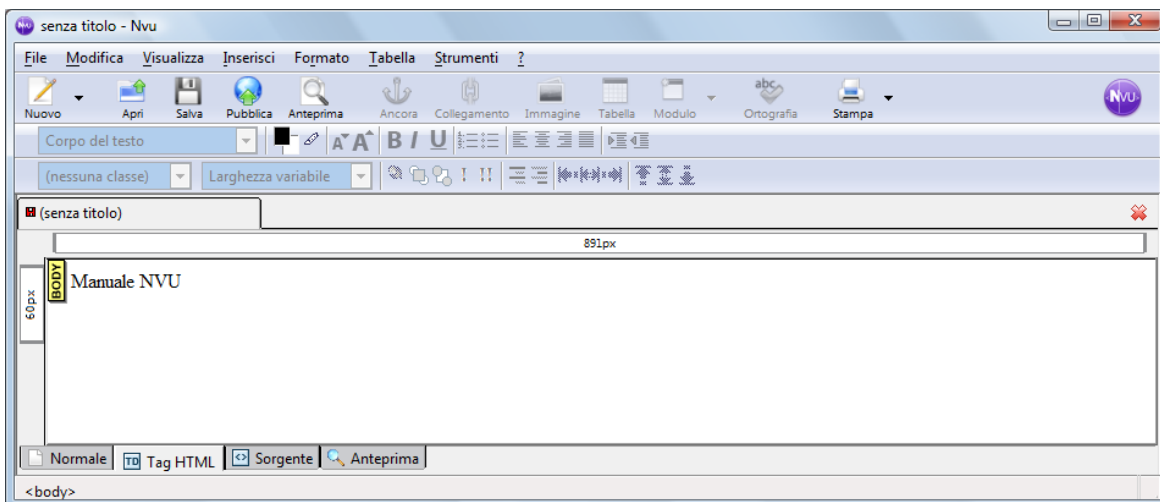 senza titolo - Nvu
File Modifica Visualizza Inserisci Formato Tabella Strumenti ?
Nuovo Apri Salva Pubblica Anteprima Ancora Collegamento Immagine Tabella Modulo Ortografia Stampa
Corpo del testo
(nessuna classe) Larghezza variabile
(senza titolo)
891px
BODY Manuale NVU
60px
Normale TD Tag HTML Sorgente Anteprima
<body>